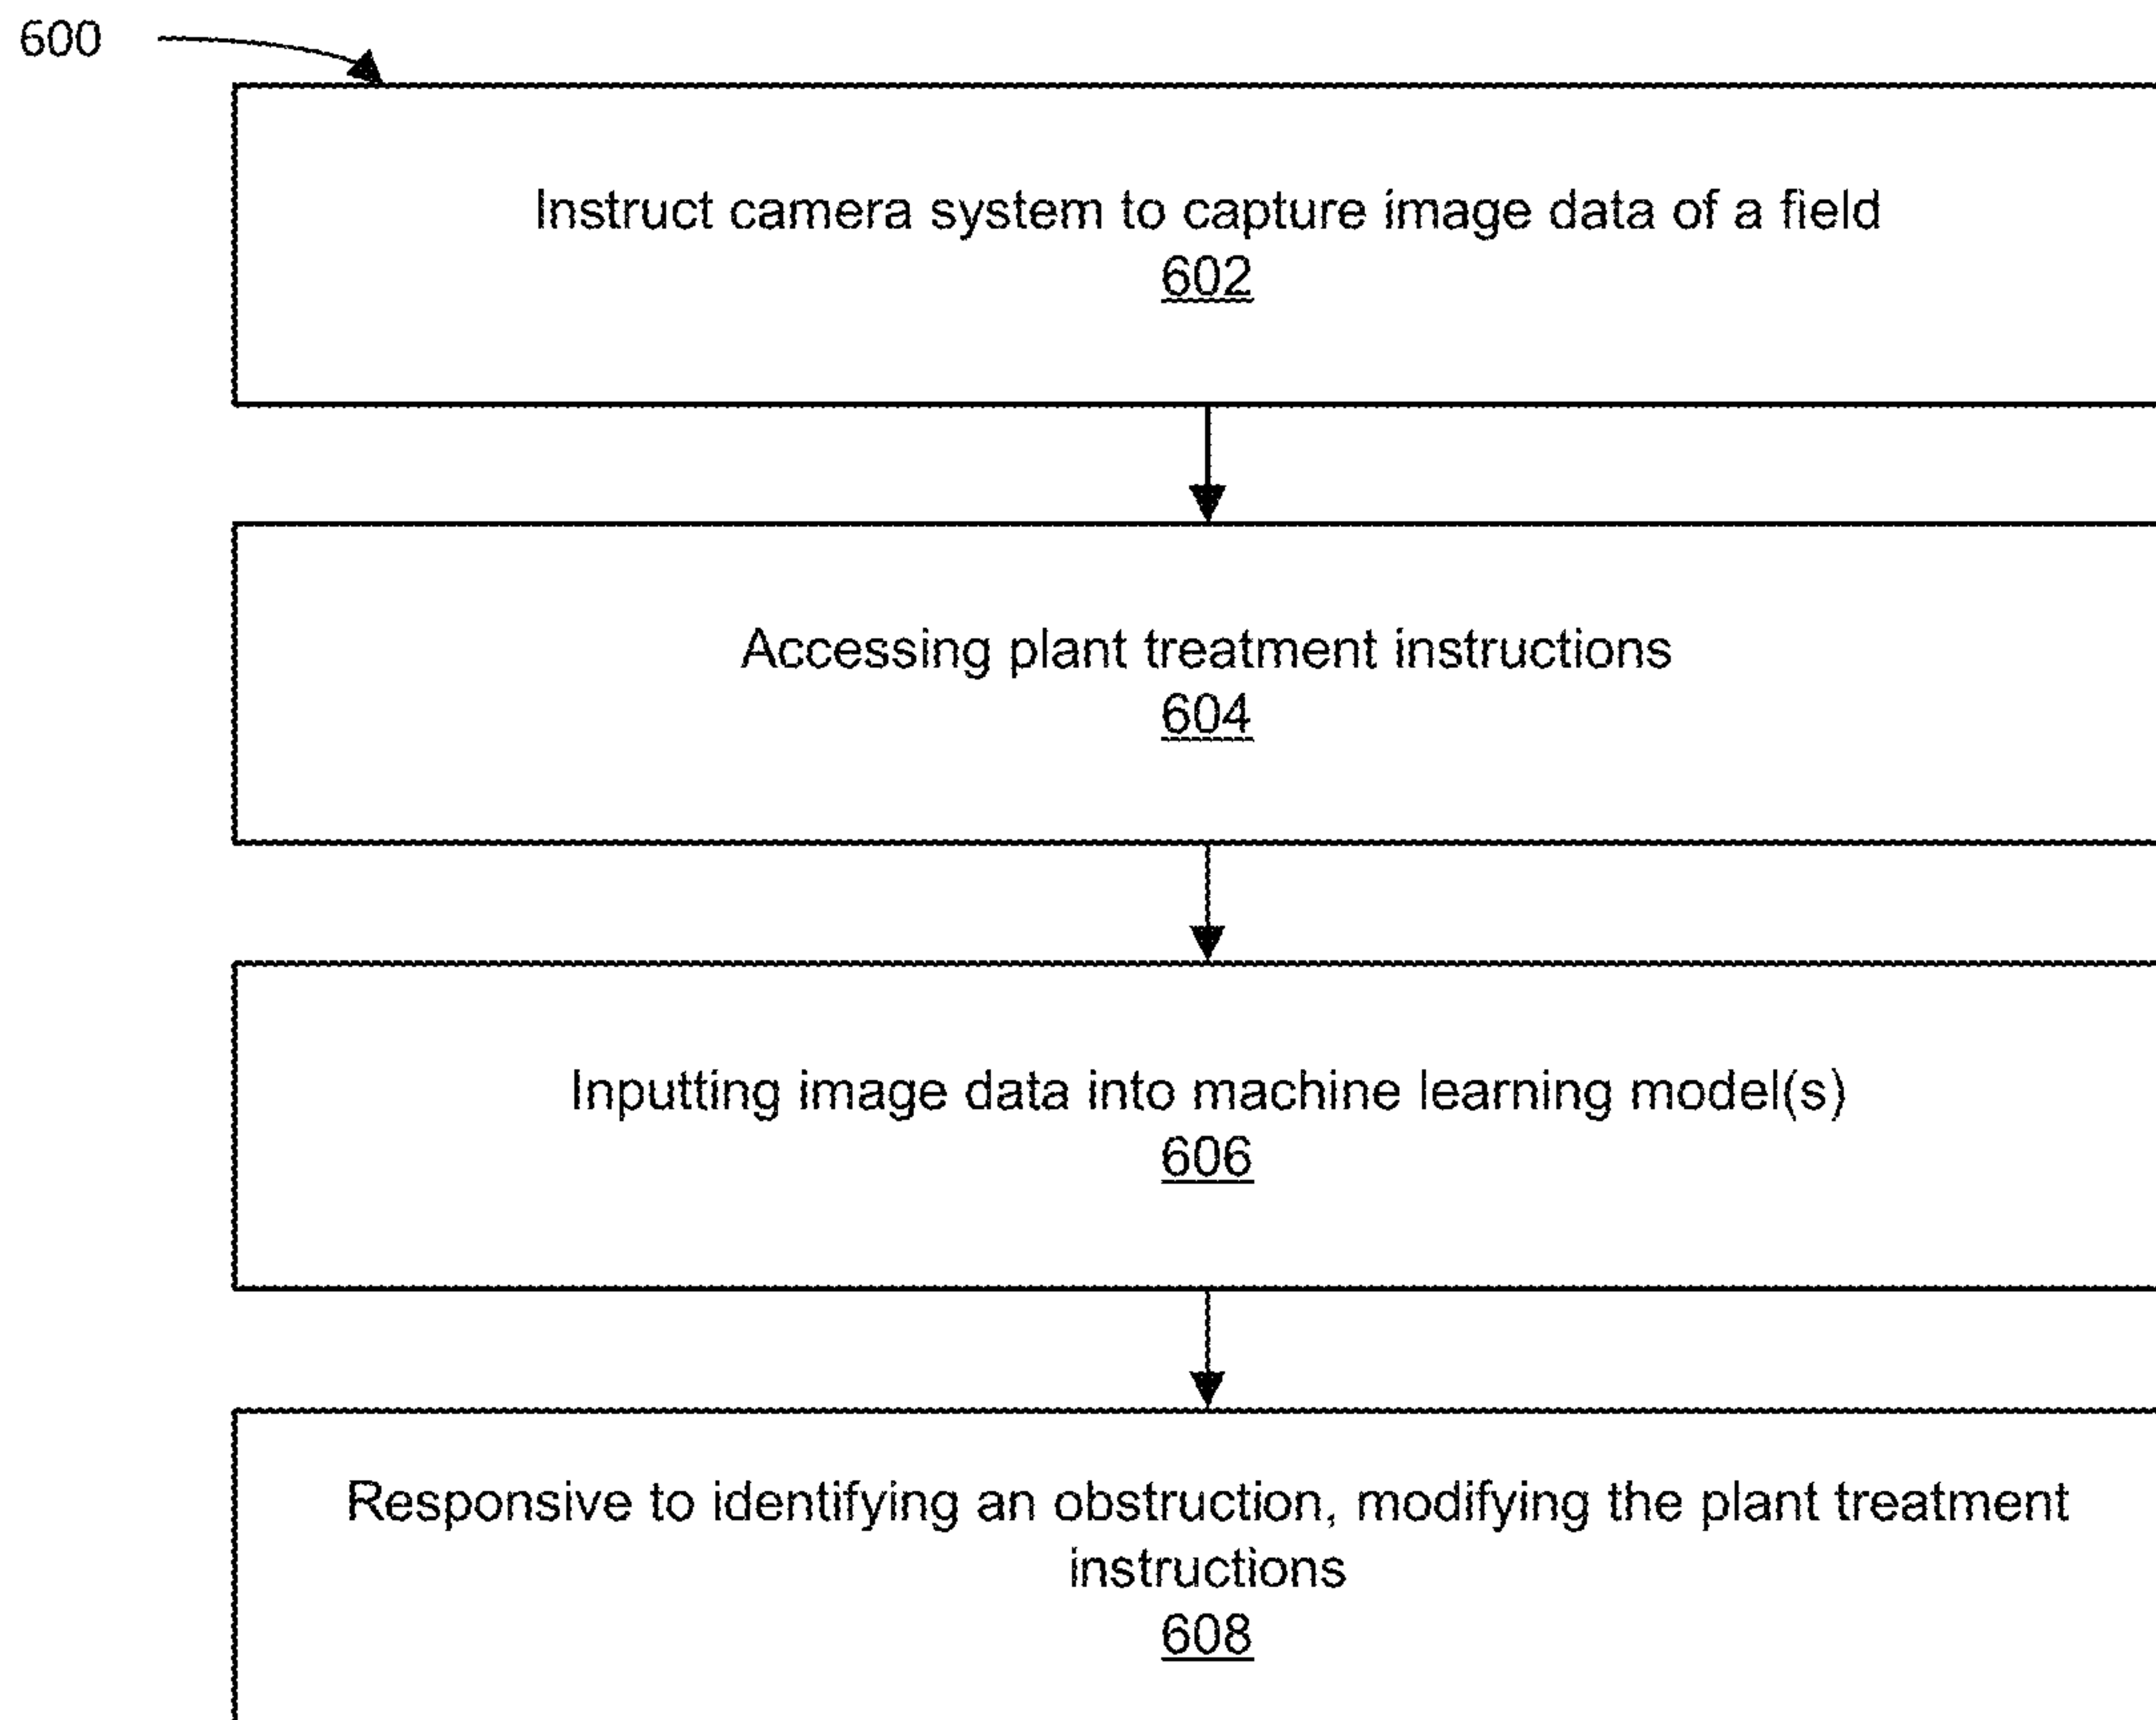 600
Instruct camera system to capture image data of a field
602
Accessing plant treatment instructions
604
Inputting image data into machine learning model(s)
606
Responsive to identifying an obstruction, modifying the plant treatment
instructions
608